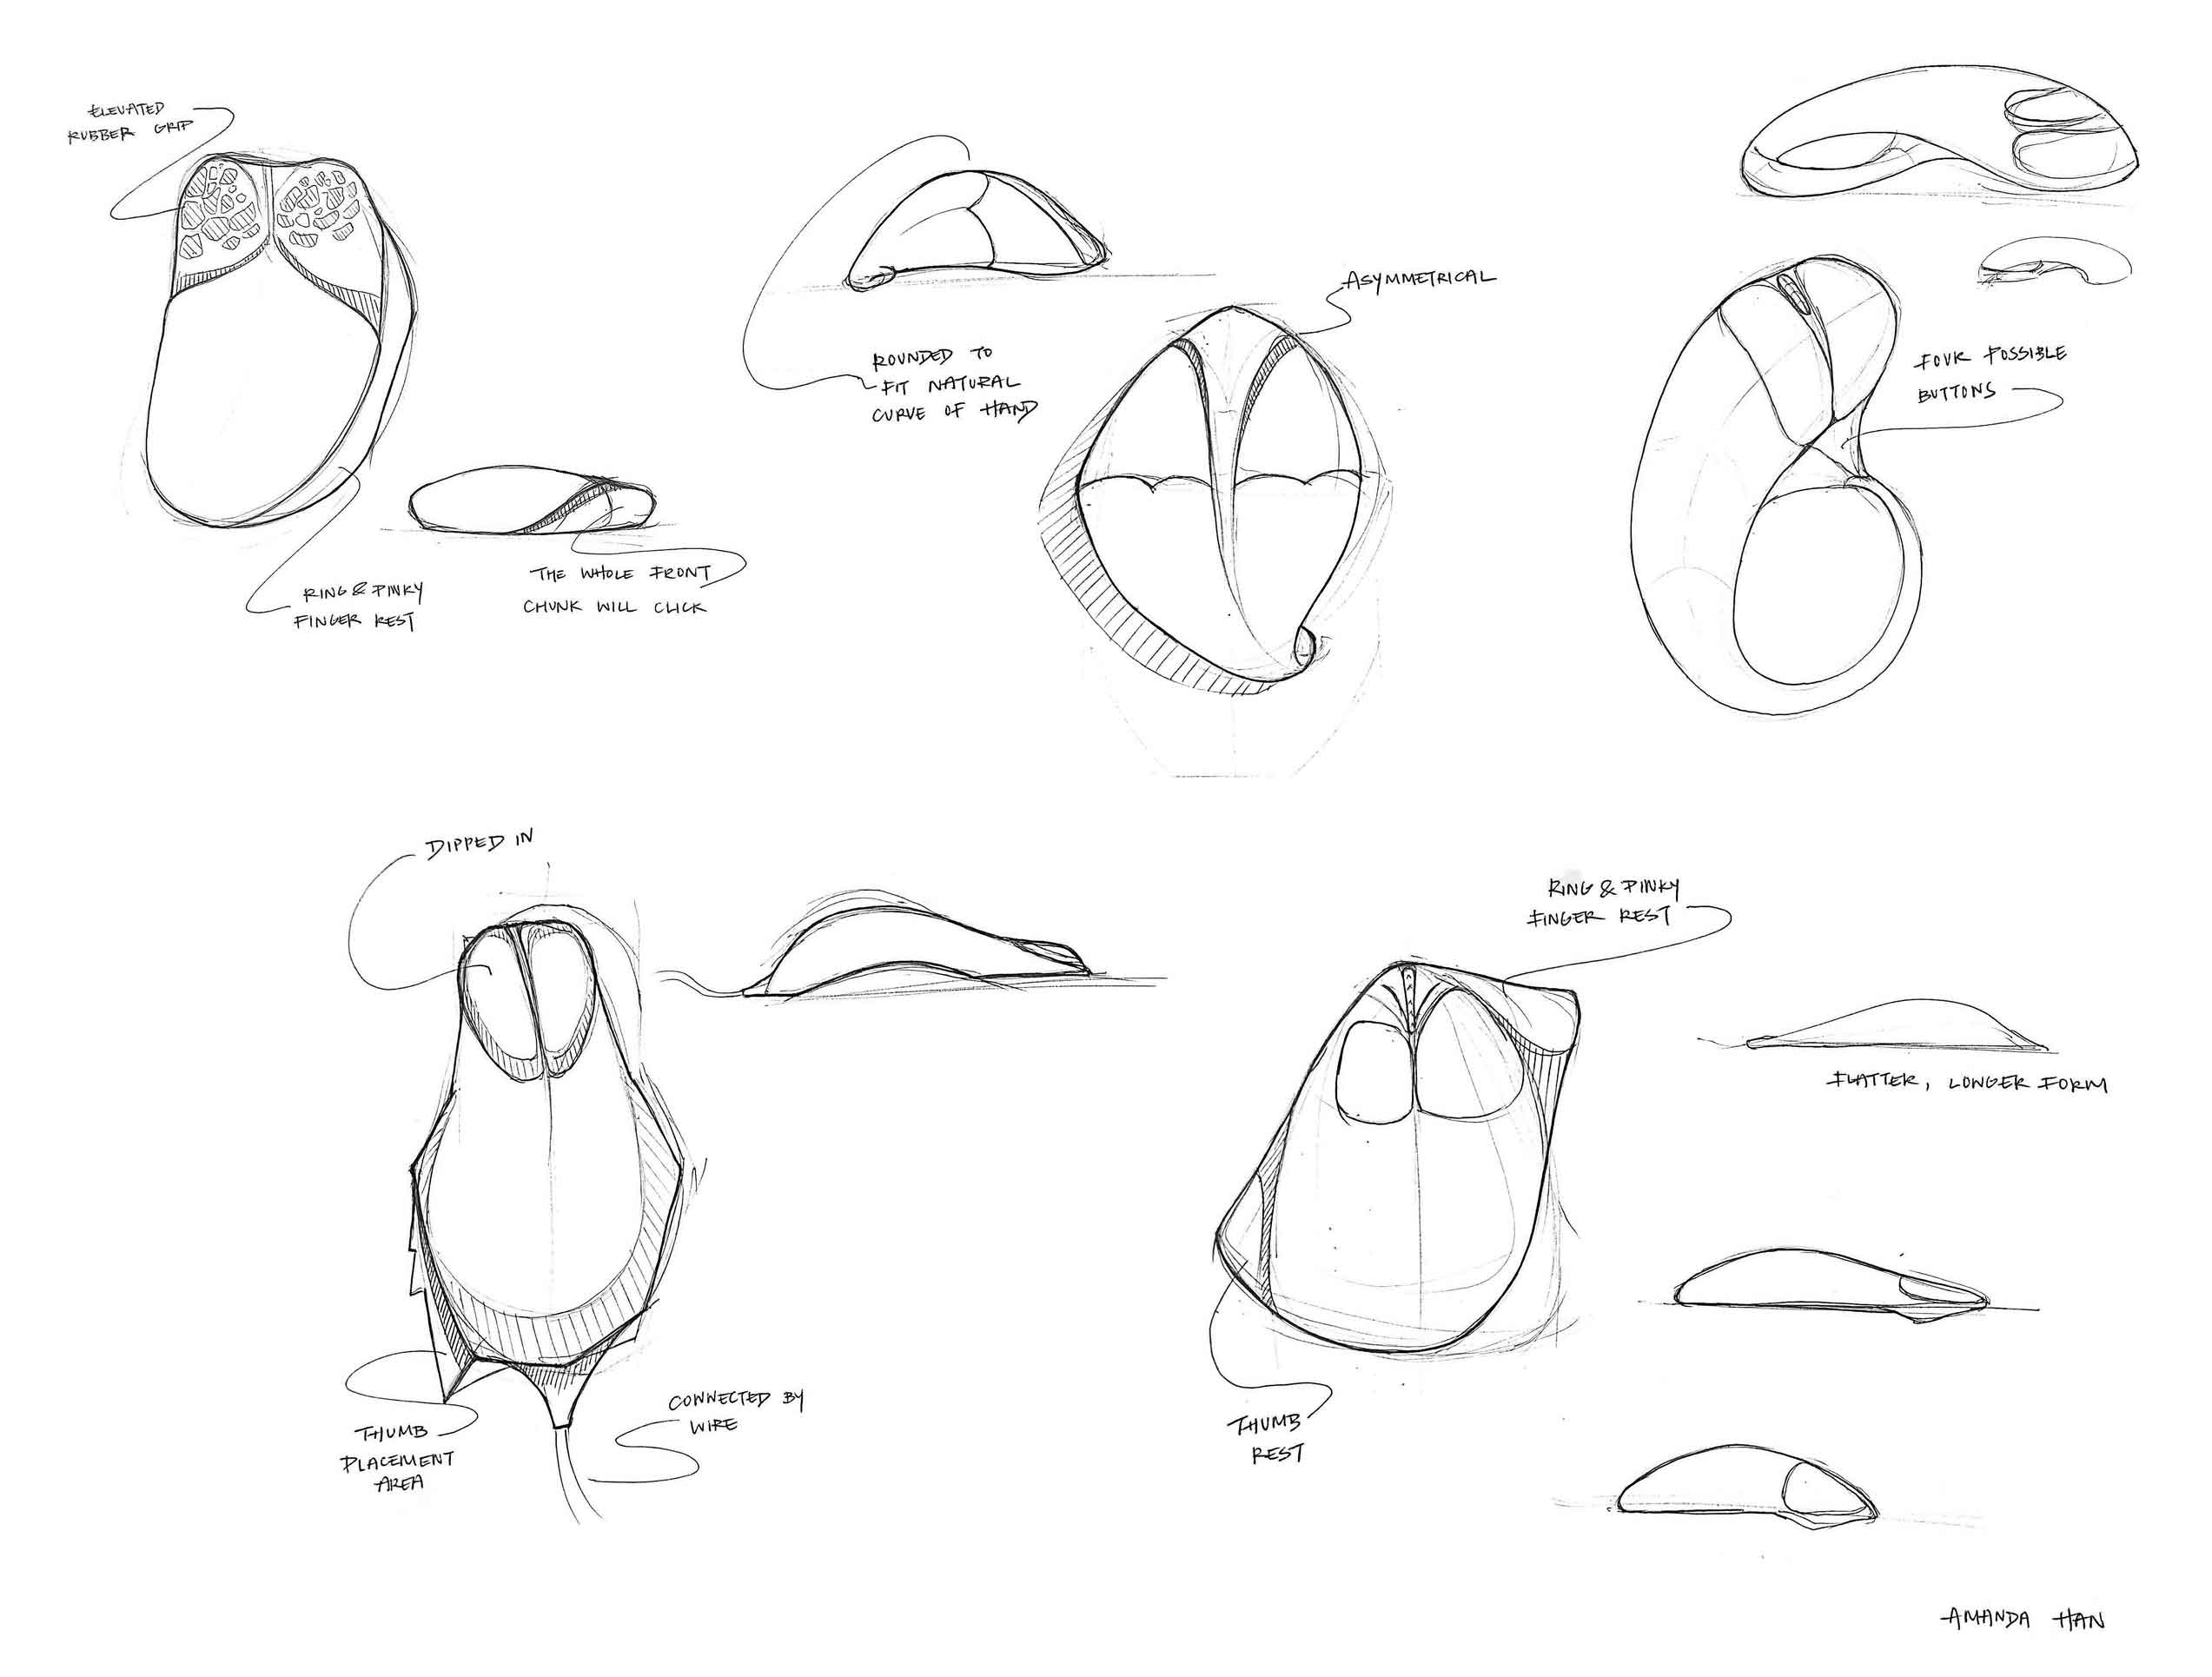 ELEVATED
RUBBER GRIP
RING & PINKY
FINGER REST
THE WHOLE FRONT
CHUNK WILL CLICK
ROUNDED TO
FIT NATURAL
CURVE OF HAND
ASYMMETRICAL
FOUR POSSIBLE
BUTTONS
DIPPED IN
THUMB
PLACEMENT
AREA
CONNECTED BY
WIRE
RING & PINKY
FINGER REST
THUMB
REST
FLATTER, LONGER FORM
AMANDA HAN